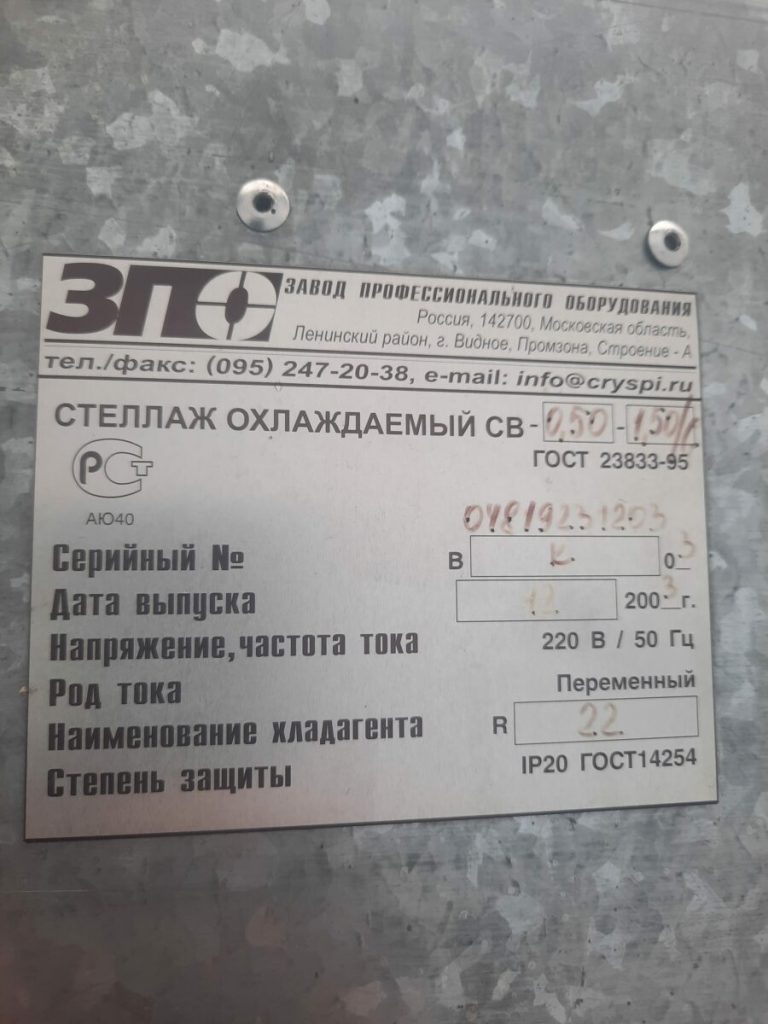 ЗПО
ЗАВОД ПРОФЕССИОНАЛЬНОГО ОБОРУДОВАНИЯ
Россия, 142700, Московская область,
Ленинский район, г. Видное, Промзона, Строение - А
тел./факс: (095) 247-20-38, e-mail: info@cryspi.ru
СТЕЛЛАЖ ОХЛАЖДАЕМЫЙ СВ - 0,50 -
РСТ ГОСТ 23833-95
АЮ40 04819231203
Серийный № В К 03
Дата выпуска 12 2003 г.
Напряжение, частота тока 220 В / 50 Гц
Род тока Переменный
Наименование хладагента R 22
Степень защиты IP20 ГОСТ14254